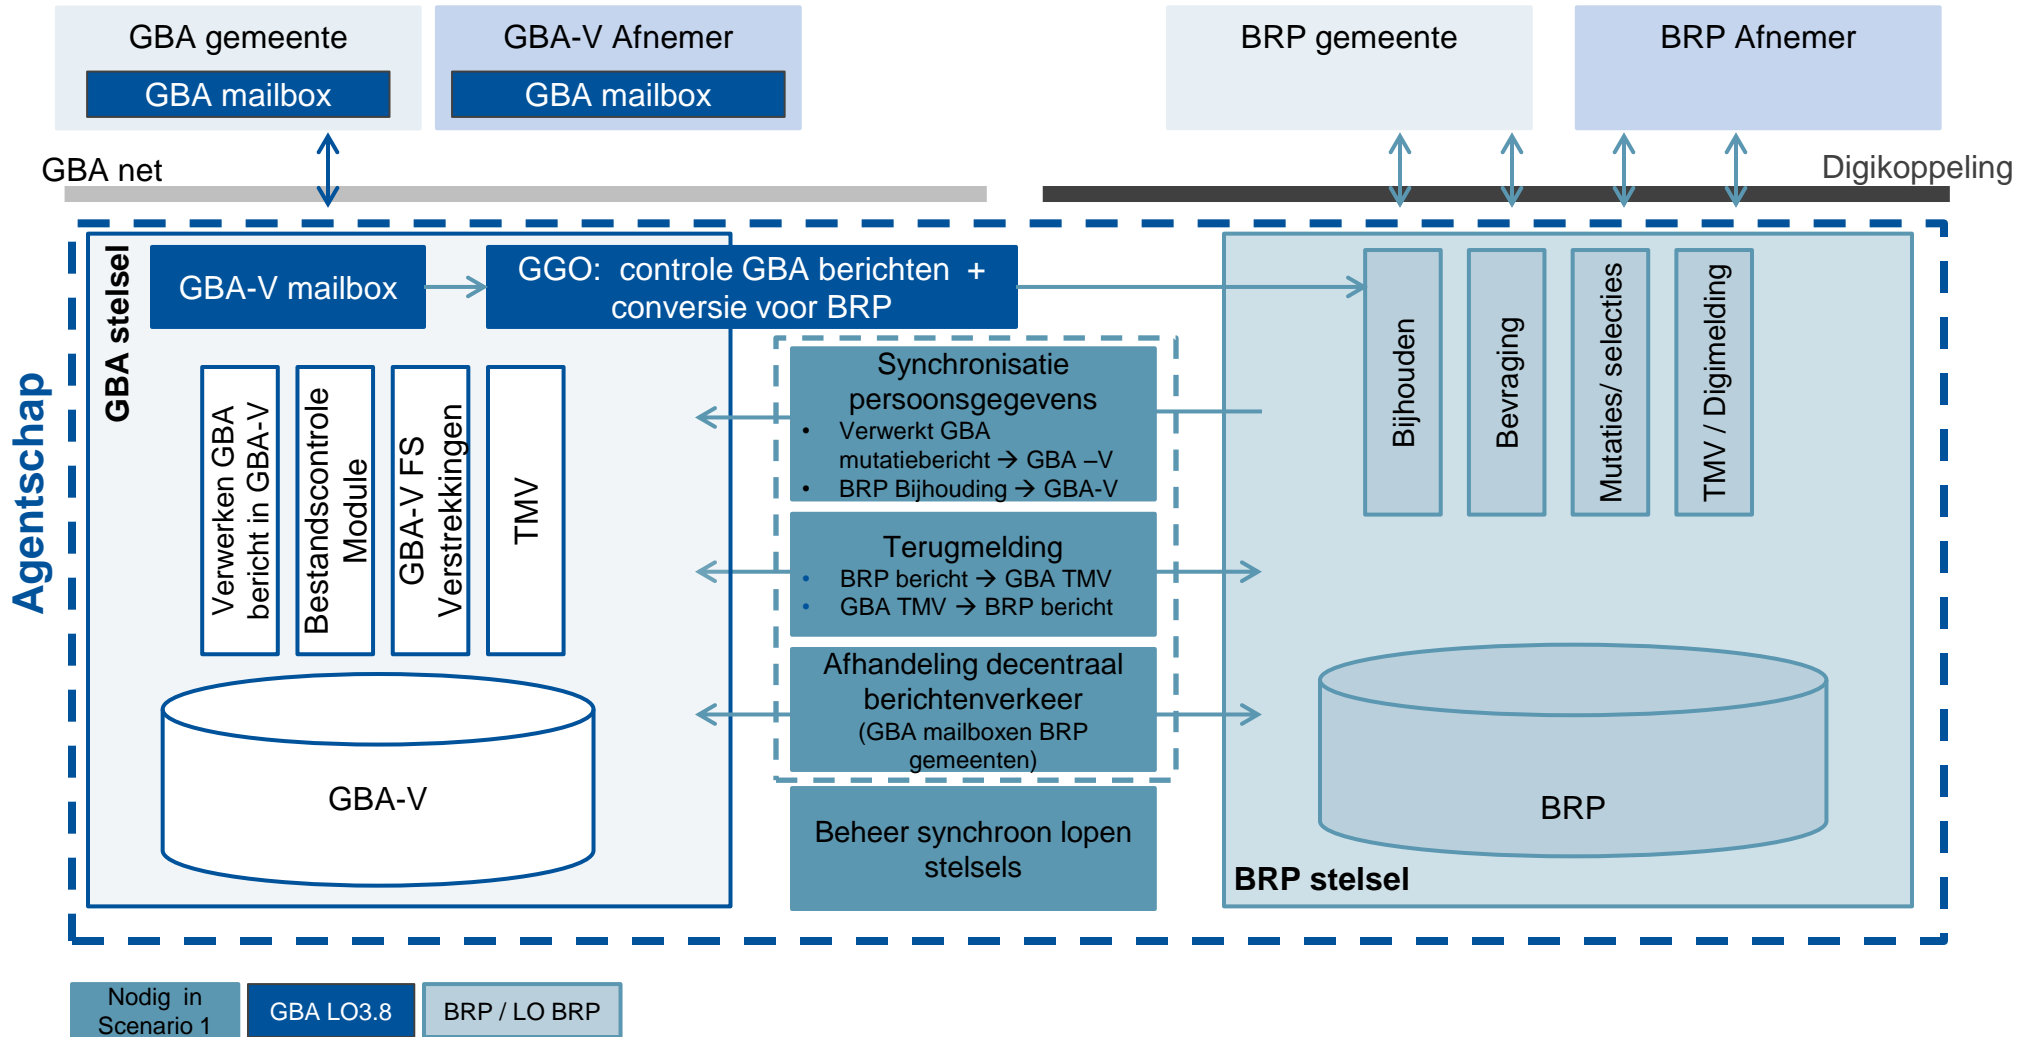 GBA gemeente
GBA mailbox
GBA-V Afnemer
GBA mailbox
BRP gemeente
BRP Afnemer
GBA net
Digikoppeling
Agentschap
GBA stelsel
GBA-V mailbox
GGO:  controle GBA berichten  +
conversie voor BRP
Verwerken GBA
bericht in GBA-V
Bestandscontrole
Module
GBA-V FS
Verstrekkingen
TMV
GBA-V
Synchronisatie
persoonsgegevens
• Verwerkt GBA
mutatiebericht → GBA –V
• BRP Bijhouding → GBA-V
Terugmelding
• BRP bericht → GBA TMV
• GBA TMV → BRP bericht
Afhandeling decentraal
berichtenverkeer
(GBA mailboxen BRP
gemeenten)
Beheer synchroon lopen
stelsels
Bijhouden
Bevraging
Mutaties/ selecties
TMV / Digimelding
BRP
BRP stelsel
Nodig  in
Scenario 1
GBA LO3.8
BRP / LO BRP